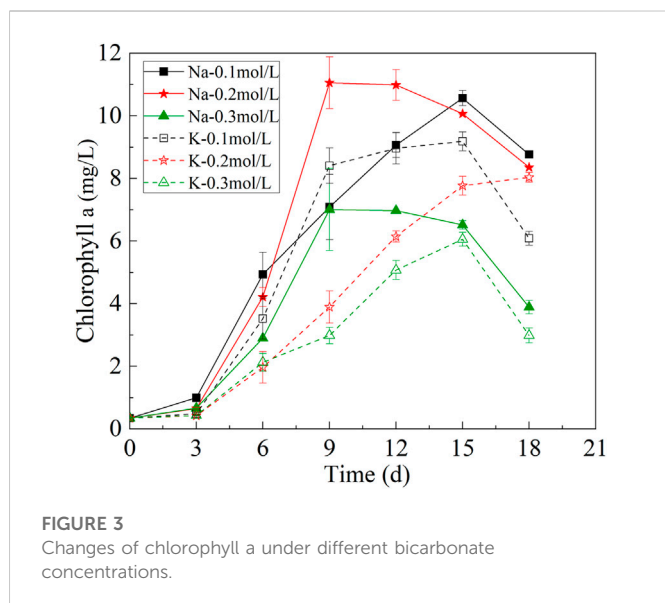 Na-0.1mol/L
Na-0.2mol/L
Na-0.3mol/L
K-0.1mol/L
K-0.2mol/L
K-0.3mol/L
Chlorophyll a (mg/L)
12
10
8
6
4
2
0
0 3 6 9 12 15 18 21
Time (d)
FIGURE 3
Changes of chlorophyll a under different bicarbonate
concentrations.